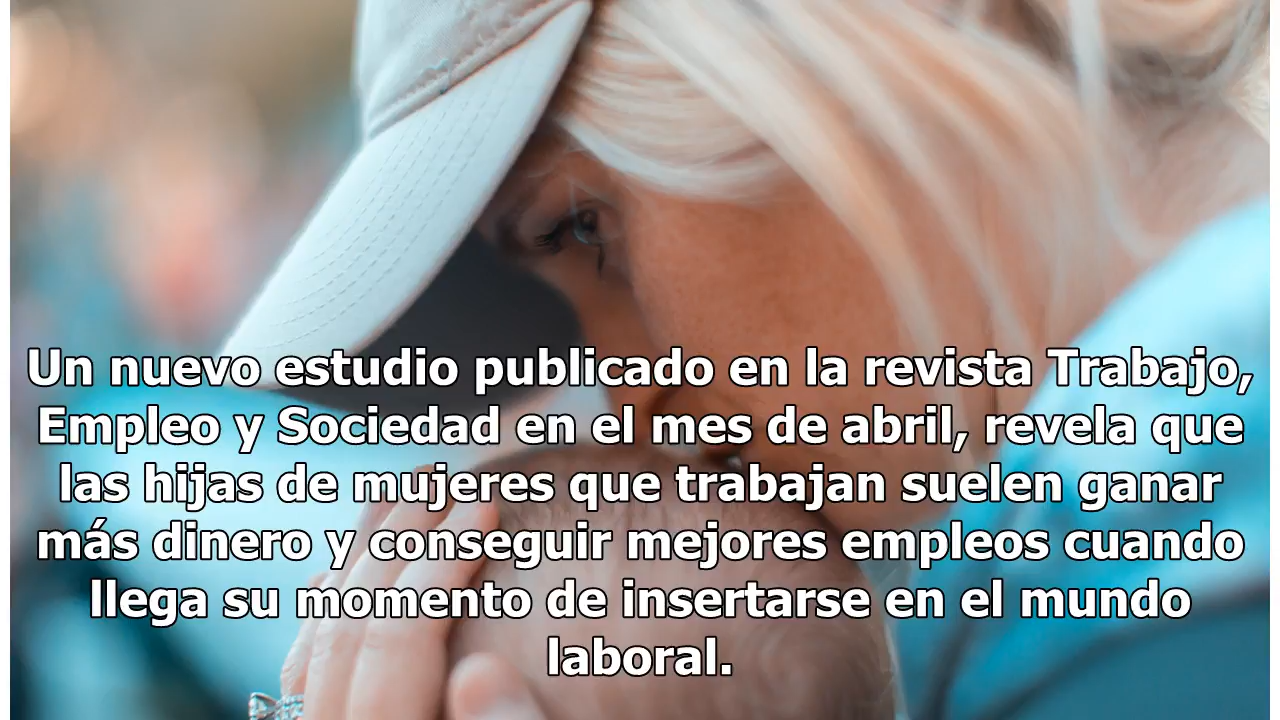 Un nuevo estudio publicado en la revista Trabajo,
Empleo y Sociedad en el mes de abril, revela que
las hijas de mujeres que trabajan suelen ganar
más dinero y conseguir mejores empleos cuando
llega su momento de insertarse en el mundo
laboral.